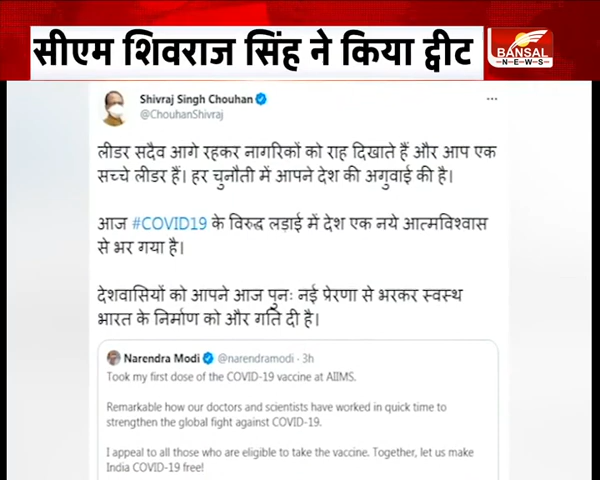 सीएम शिवराज सिंह ने किया ट्वीट
BANSAL
NEWS
Shivraj Singh Chouhan
@ChouhanShivraj
लीडर सदैव आगे रहकर नागरिकों को राह दिखाते हैं और आप एक
सच्चे लीडर हैं। हर चुनौती में आपने देश की अगुवाई की है।
आज #COVID19 के विरुद्ध लड़ाई में देश एक नये आत्मविश्वास
से भर गया है।
देशवासियों को आपने आज पुनः नई प्रेरणा से भरकर स्वस्थ
भारत के निर्माण को और गति दी है।
Narendra Modi @narendramodi · 3h
Took my first dose of the COVID-19 vaccine at AIIMS.
Remarkable how our doctors and scientists have worked in quick time to
strengthen the global fight against COVID-19.
I appeal to all those who are eligible to take the vaccine. Together, let us make
India COVID-19 free!